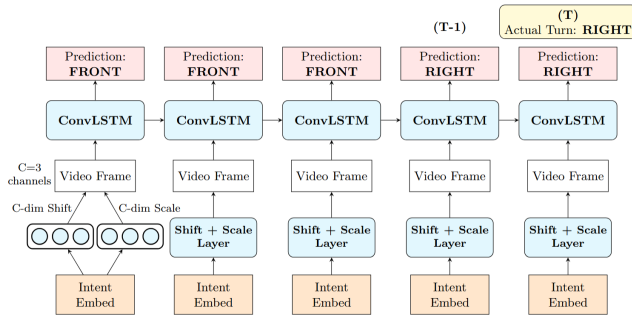 (T)
(T-1)
Actual Turn: RIGHT
Prediction:
FRONT
Prediction:
FRONT
Prediction:
FRONT
Prediction:
RIGHT
Prediction:
RIGHT
ConvLSTM
ConvLSTM
ConvLSTM
ConvLSTM
ConvLSTM
C=3
channels
Video Frame
Video Frame
Video Frame
Video Frame
Video Frame
C-dim Shift
C-dim Scale
Shift + Scale
Layer
Shift + Scale
Layer
Shift + Scale
Layer
Shift + Scale
Layer
Intent
Embed
Intent
Embed
Intent
Embed
Intent
Embed
Intent
Embed